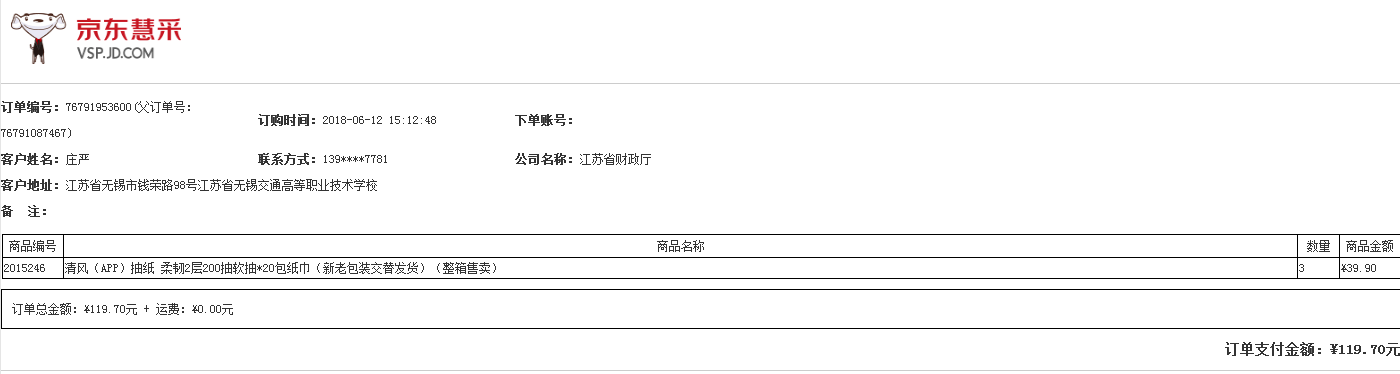 京东慧采
VSP.JD.COM
订单编号：76791953600(父订单号：
76791087467)
订购时间：2018-06-12 15:12:48
下单账号：
客户姓名：庄严
联系方式：139****7781
公司名称：江苏省财政厅
客户地址：江苏省无锡市钱荣路98号江苏省无锡交通高等职业技术学校
备 注：
商品编号 商品名称 数量 商品金额
2015246 清风（APP）抽纸 柔韧2层200抽软抽*20包纸巾（新老包装交替发货）（整箱售卖） 3 ¥39.90
订单总金额：¥119.70元 + 运费：¥0.00元
订单支付金额：¥119.70元